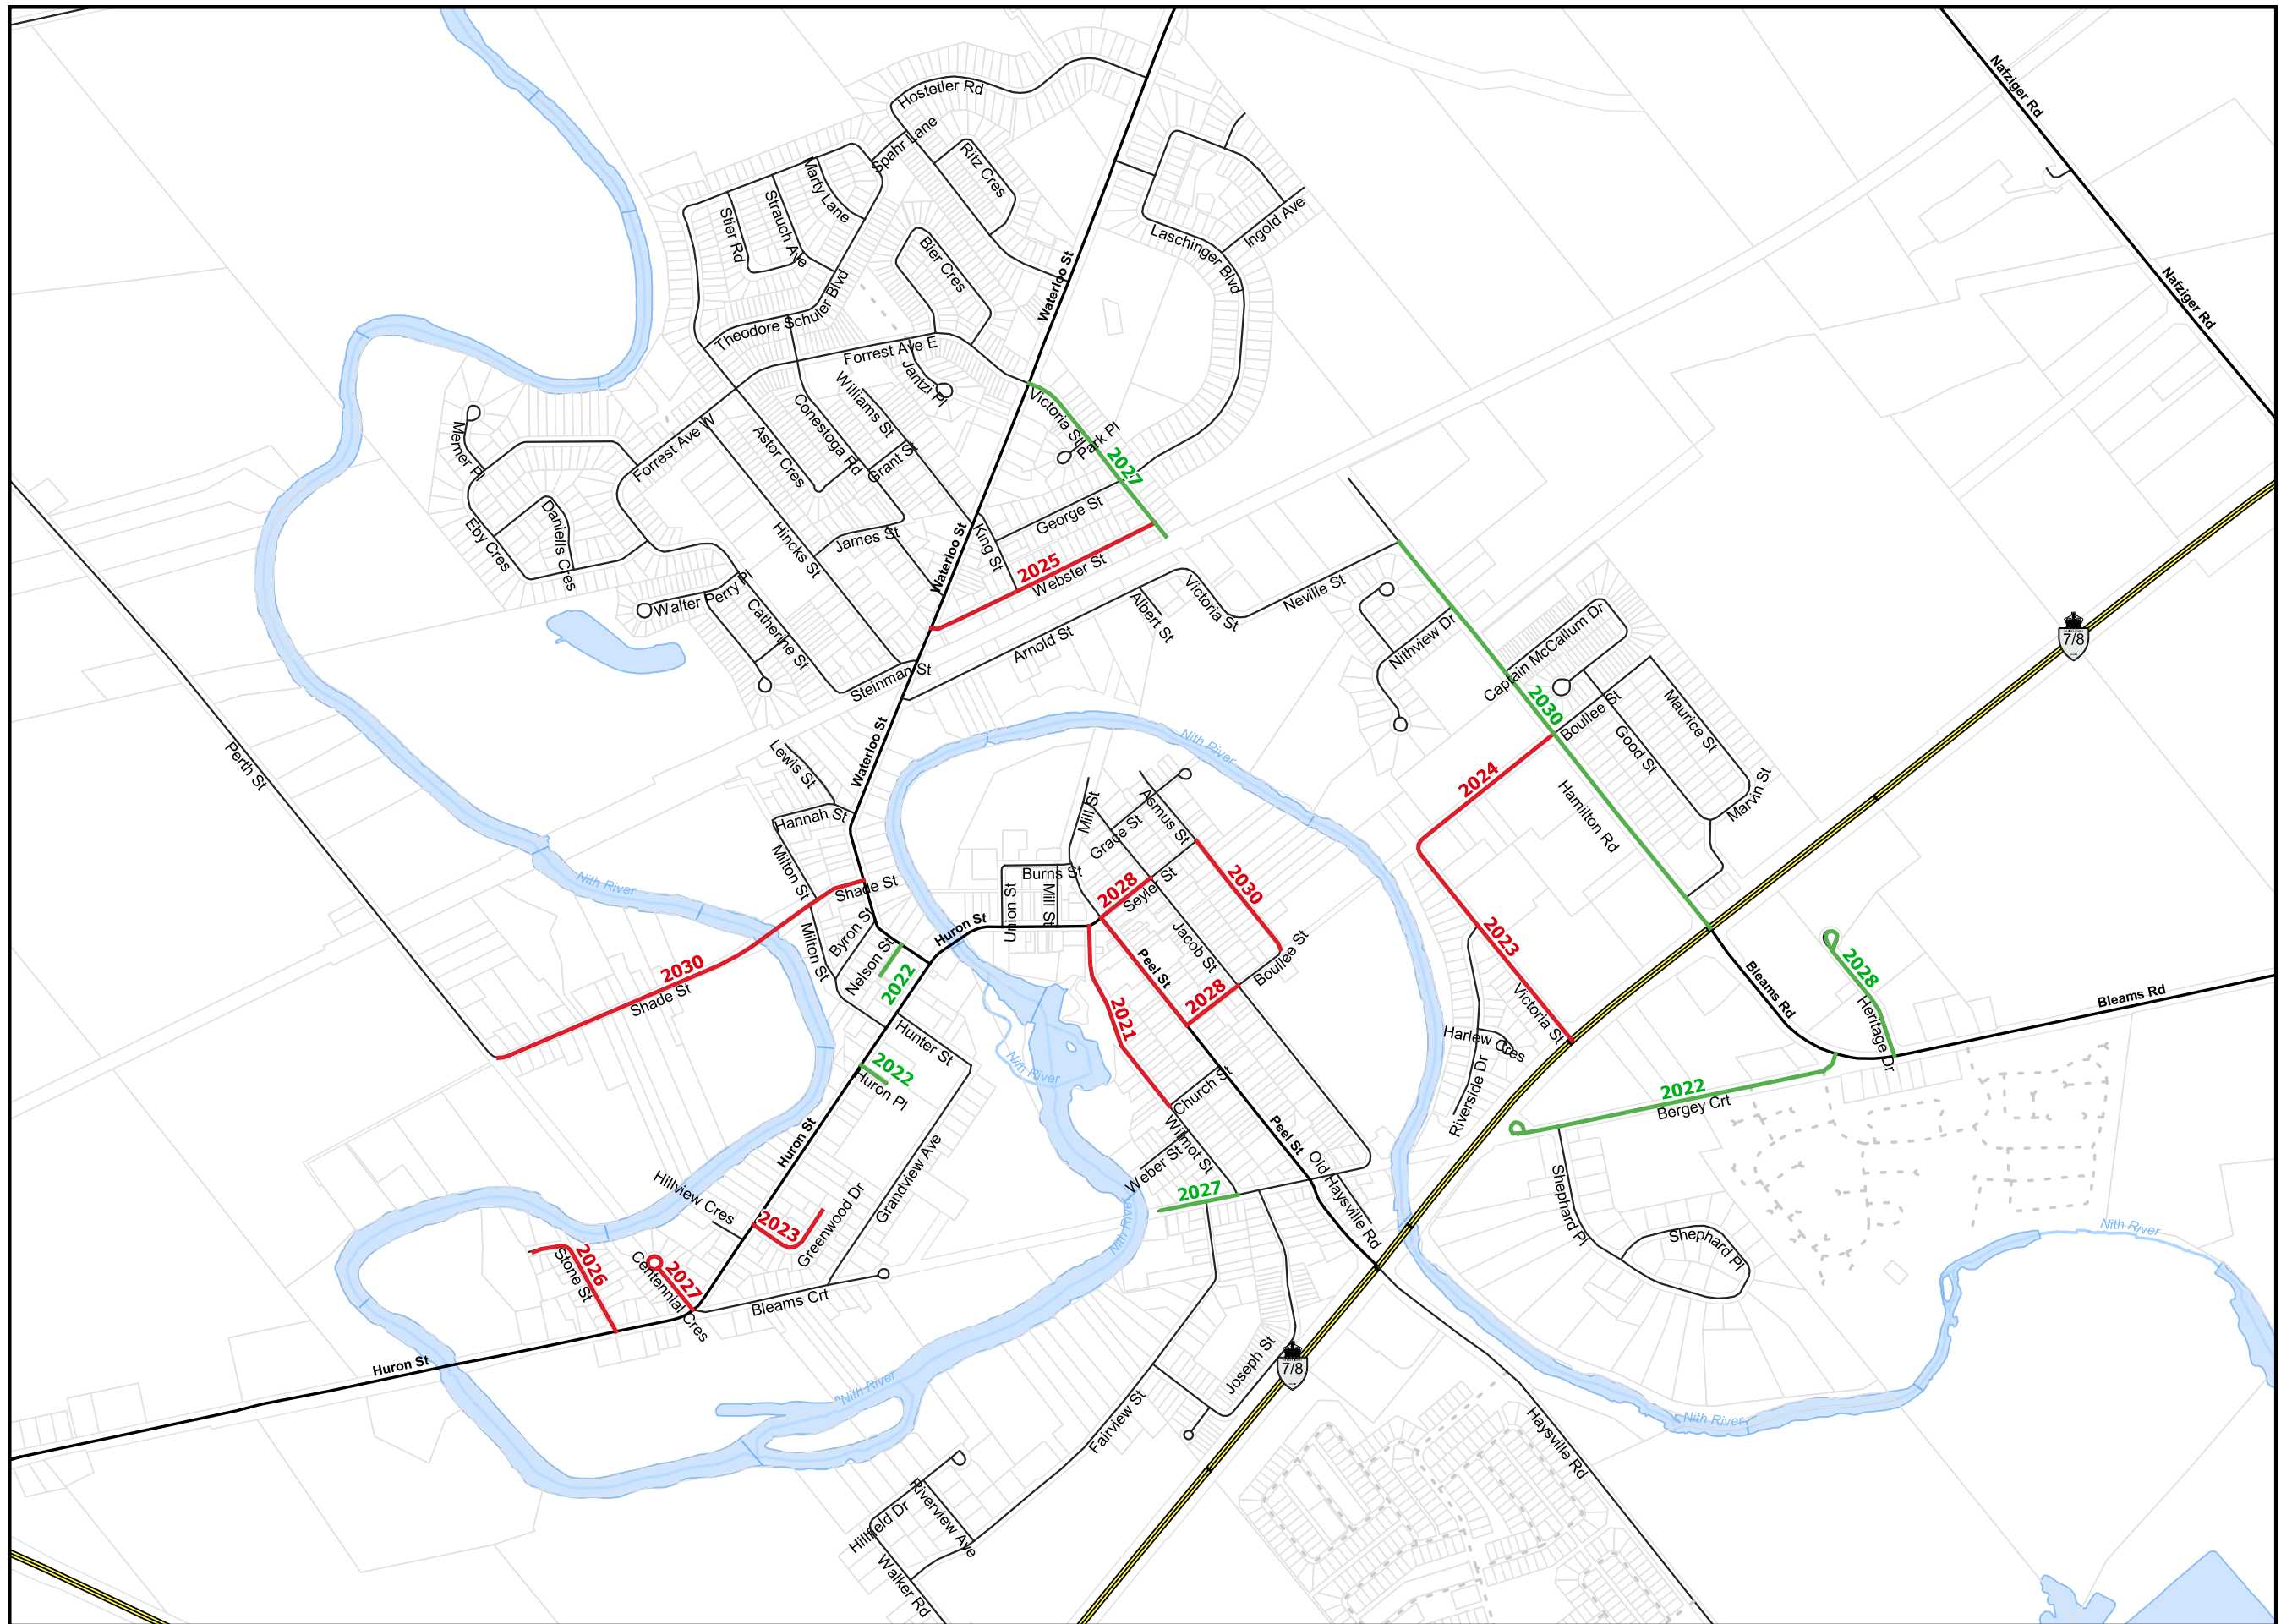 Nafziger Rd
Hostetler Rd
Spahr Lane
Ritz Cres
Marty Lane
Strauch Ave
Stier Rd
Bier Cres
Ingold Ave
Laschinger Blvd
Waterloo St
Nafziger Rd
Theodore Schuler Blvd
Forrest Ave E
Jantzi Pl
Williams St
Victoria St
Park Pl
2027
Conestoga Rd
Grant St
Astor Cres
Forrest Ave W
Memer Pl
Eby Cres
Daniells Cres
Hincks St
James St
King St
George St
Waterloo St
2025
Webster St
Walter Perry Pl
Catherine St
Steinman St
Arnold St
Albert St
Victoria St
Neville St
Nithview Dr
Captain McCallum Dr
7/8
2030
Boullee St
Maurice St
Good St
Marvin St
Hamilton Rd
2024
Nith River
Perth St
Waterloo St
Lewis St
Hannah St
Milton St
Shade St
Nith River
Mill St
Asmus St
Grace St
Burns St
Union St
Mill St
2028
Seyler St
2030
Huron St
Byron St
Milton St
Nelson St
2022
2030
Shade St
Jacob St
Peel St
Boullee St
2028
2021
2023
Victoria St
Harlew Cres
Riverside Dr
Bleams Rd
2028
Heritage Dr
Bleams Rd
Hunter St
2022
Huron Pl
Nith River
Church St
Wilmot St
Weber St
2027
Peel St
Old Haysville Rd
2022
Bergey Crt
Shephard Pl
Shephard Pl
Nith River
Huron St
Hillview Cres
2023
Greenwood Dr
Grandview Ave
Nith River
2026
Stone St
2027
Centennial Cres
Bleams Crt
Huron St
Nith River
Joseph St
7/8
Fairview St
Haysville Rd
Nith River
Riverview Ave
Hillfield Dr
Walker Rd